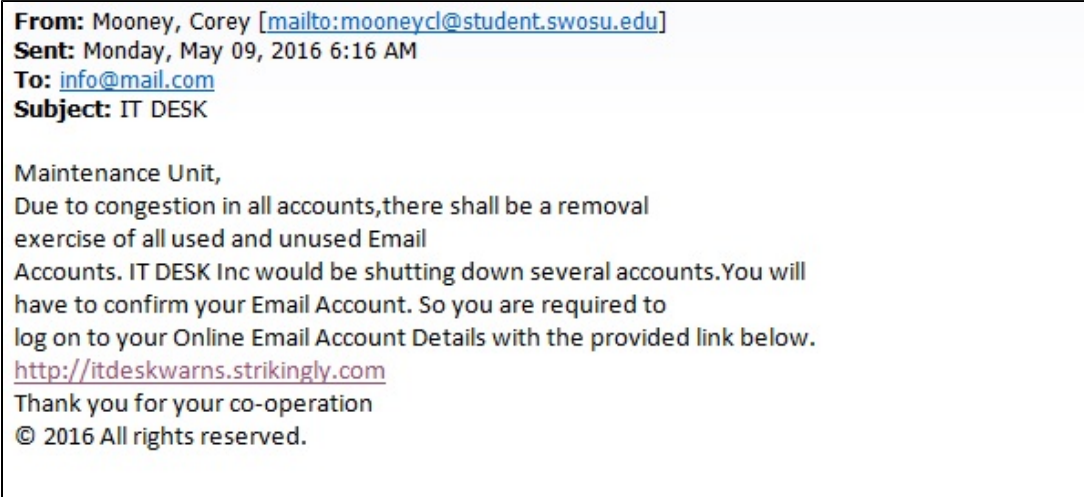 From: Mooney, Corey [mailto:mooneycl@student.swosu.edu]
Sent: Monday, May 09, 2016 6:16 AM
To: info@mail.com
Subject: IT DESK
Maintenance Unit,
Due to congestion in all accounts,there shall be a removal
exercise of all used and unused Email
Accounts. IT DESK Inc would be shutting down several accounts.You will
have to confirm your Email Account. So you are required to
log on to your Online Email Account Details with the provided link below.
http://itdeskwarns.strikingly.com
Thank you for your co-operation
© 2016 All rights reserved.